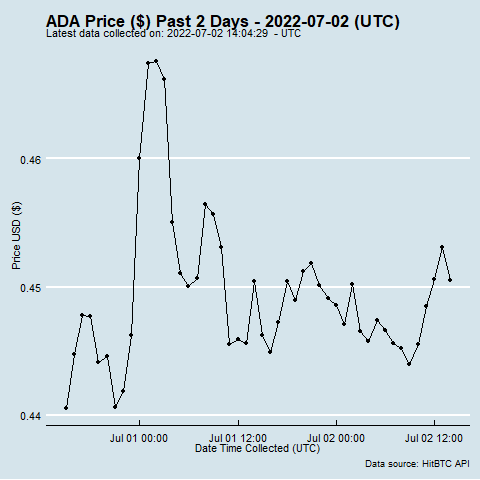 ADA Price ($) Past 2 Days - 2022-07-02 (UTC)
Latest data collected on: 2022-07-02 14:04:29 - UTC
0.46
0.45
0.44
Price USD ($)
Jul 01 00:00 Jul 01 12:00 Jul 02 00:00 Jul 02 12:00
Date Time Collected (UTC)
Data source: HitBTC API